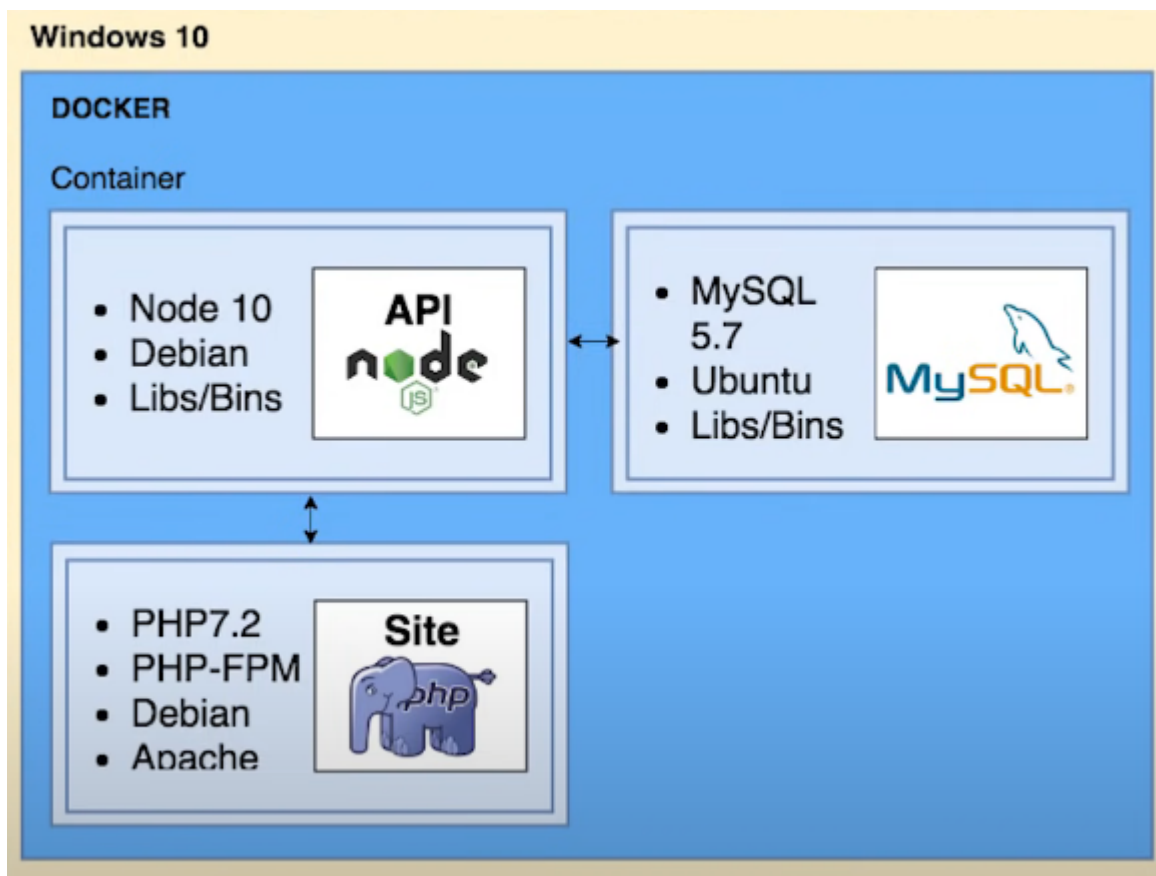 Windows 10
DOCKER
Container
• Node 10
• Debian
• Libs/Bins
API
node
JS
• MySQL
5.7
• Ubuntu
• Libs/Bins
MySQL
• PHP7.2
• PHP-FPM
• Debian
• Apache
Site
php